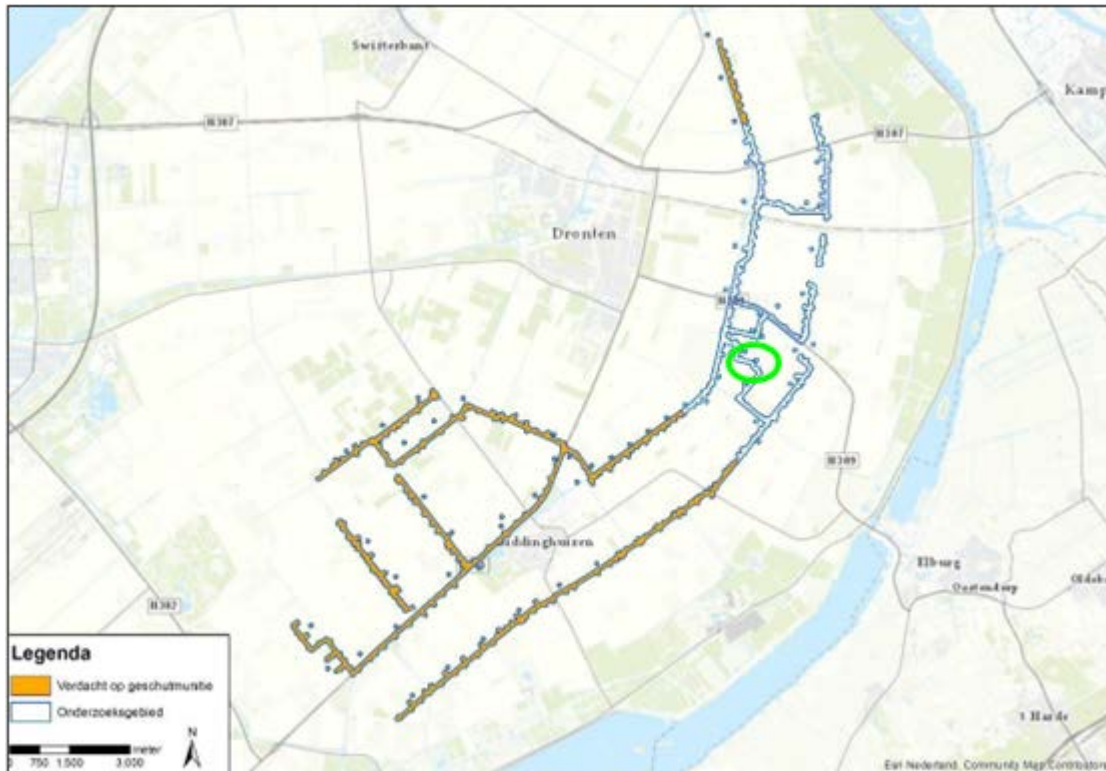 Swifterbant
Kamp
N307
N307
Dronten
N309
Biddinghuizen
Elburg
Oostendorp
N302
Legenda
Verdacht op geschutmunitie
Onderzoeksgebied
N
meter
0 750 1.500 3.000
't Harde
Esri Nederland, Community Map Contributors